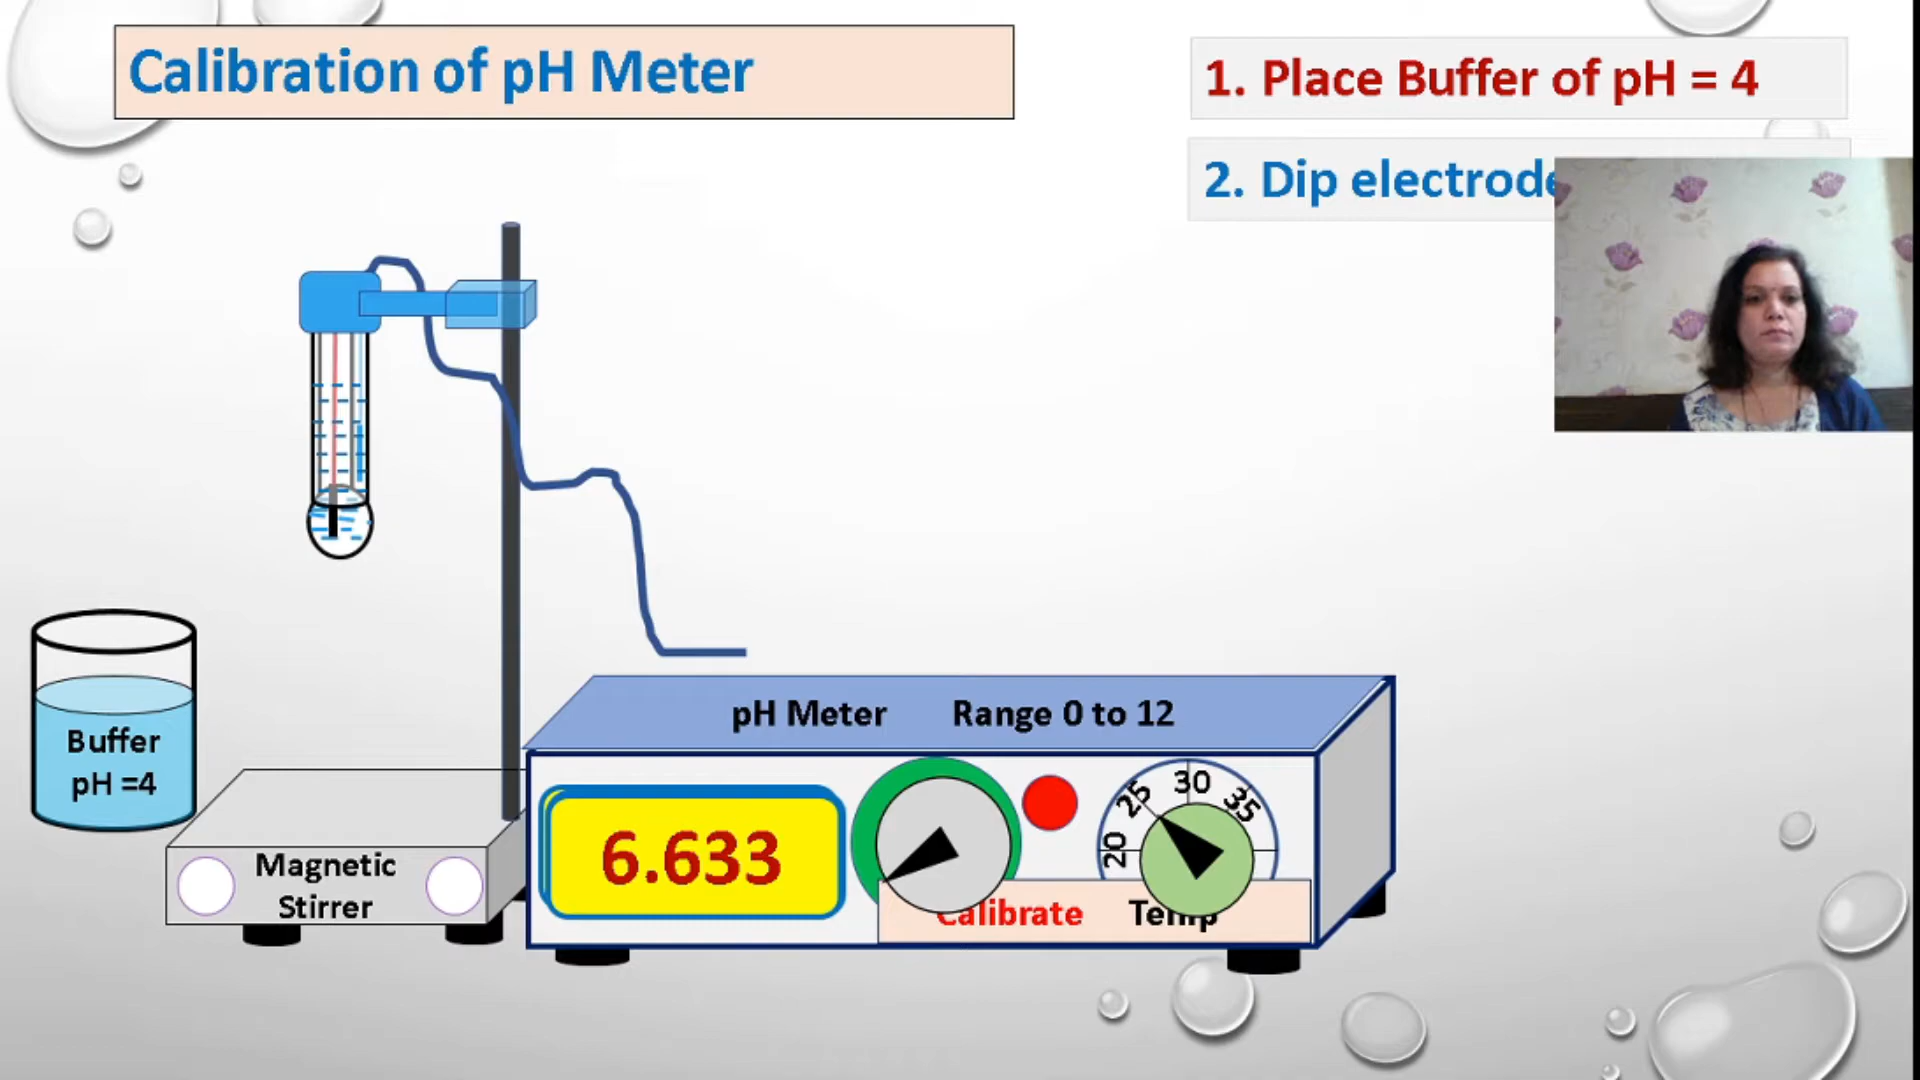 Calibration of pH Meter
1. Place Buffer of pH = 4
2. Dip electrode
Buffer
pH =4
Magnetic
Stirrer
pH Meter Range 0 to 12
6.633
20 25 30 35
Calibrate Temp